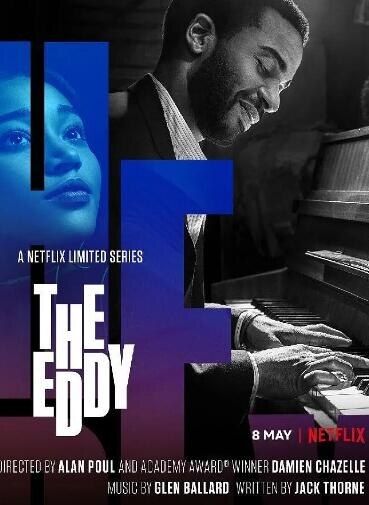 A NETFLIX LIMITED SERIES
THE
EDDY
8 MAY | NETFLIX
DIRECTED BY ALAN POUL AND ACADEMY AWARD® WINNER DAMIEN CHAZELLE
MUSIC BY GLEN BALLARD WRITTEN BY JACK THORNE